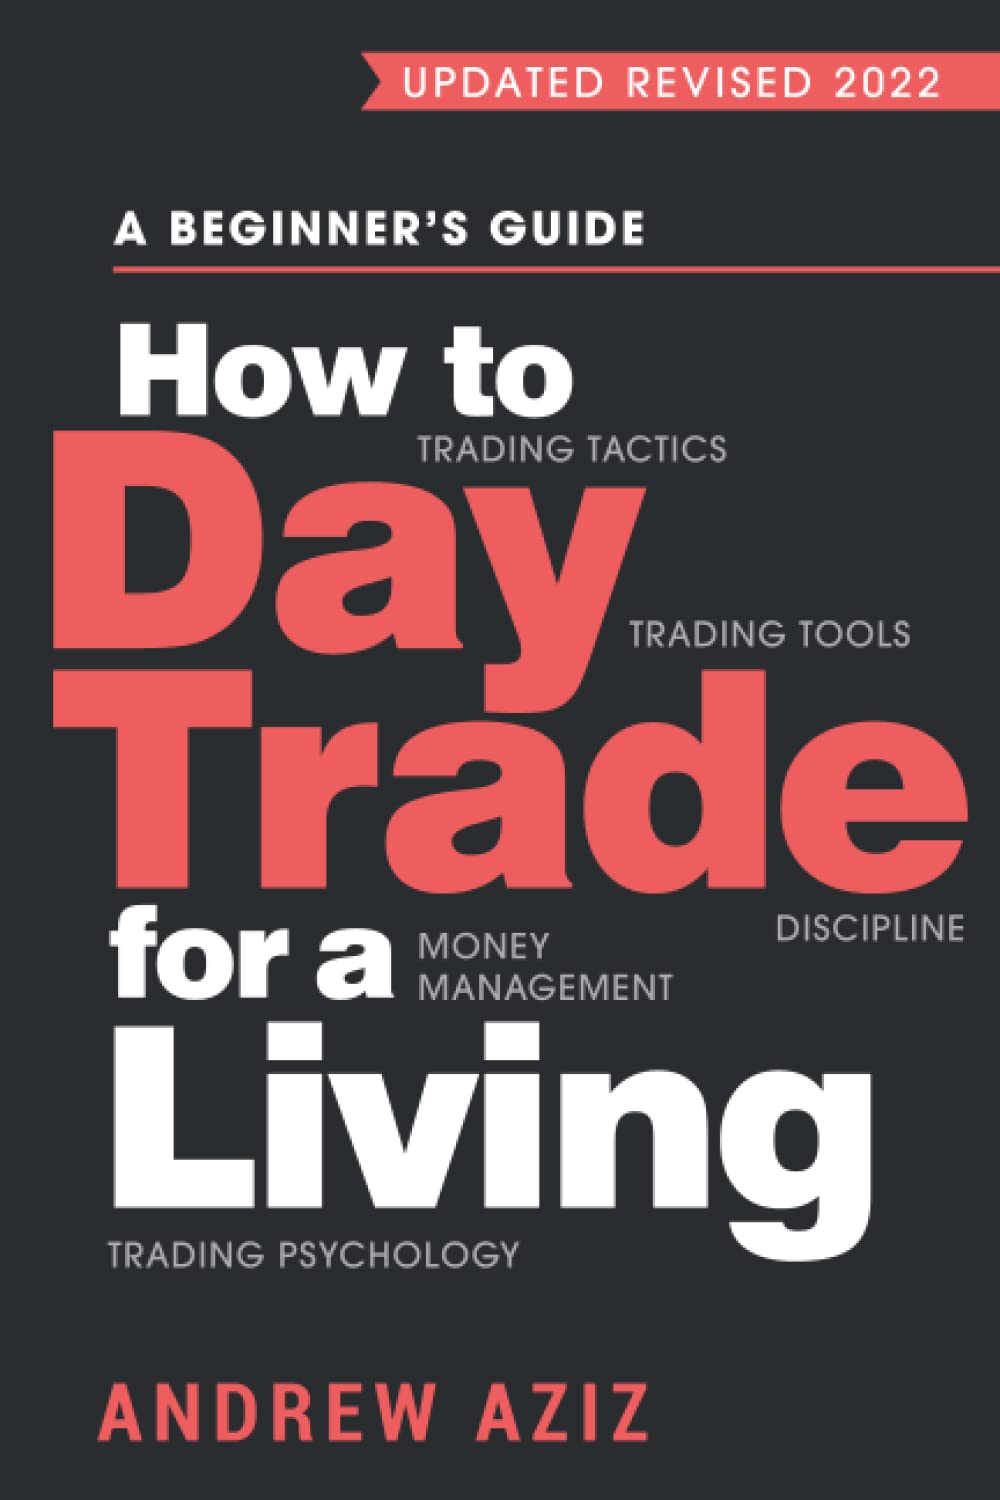 UPDATED REVISED 2022
A BEGINNER'S GUIDE
How to
TRADING TACTICS
Day
TRADING TOOLS
Trade
DISCIPLINE
for a
MONEY
MANAGEMENT
Living
TRADING PSYCHOLOGY
ANDREW AZIZ